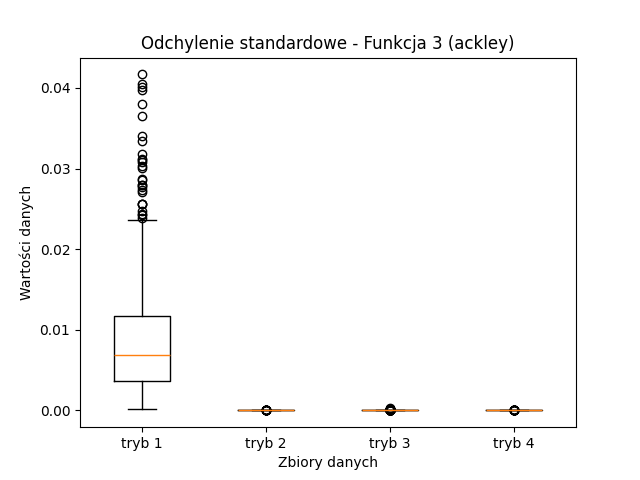 Odchylenie standardowe - Funkcja 3 (ackley)
0.04
0.03
0.02
0.01
0.00
Wartości danych
tryb 1 tryb 2 tryb 3 tryb 4
Zbiory danych